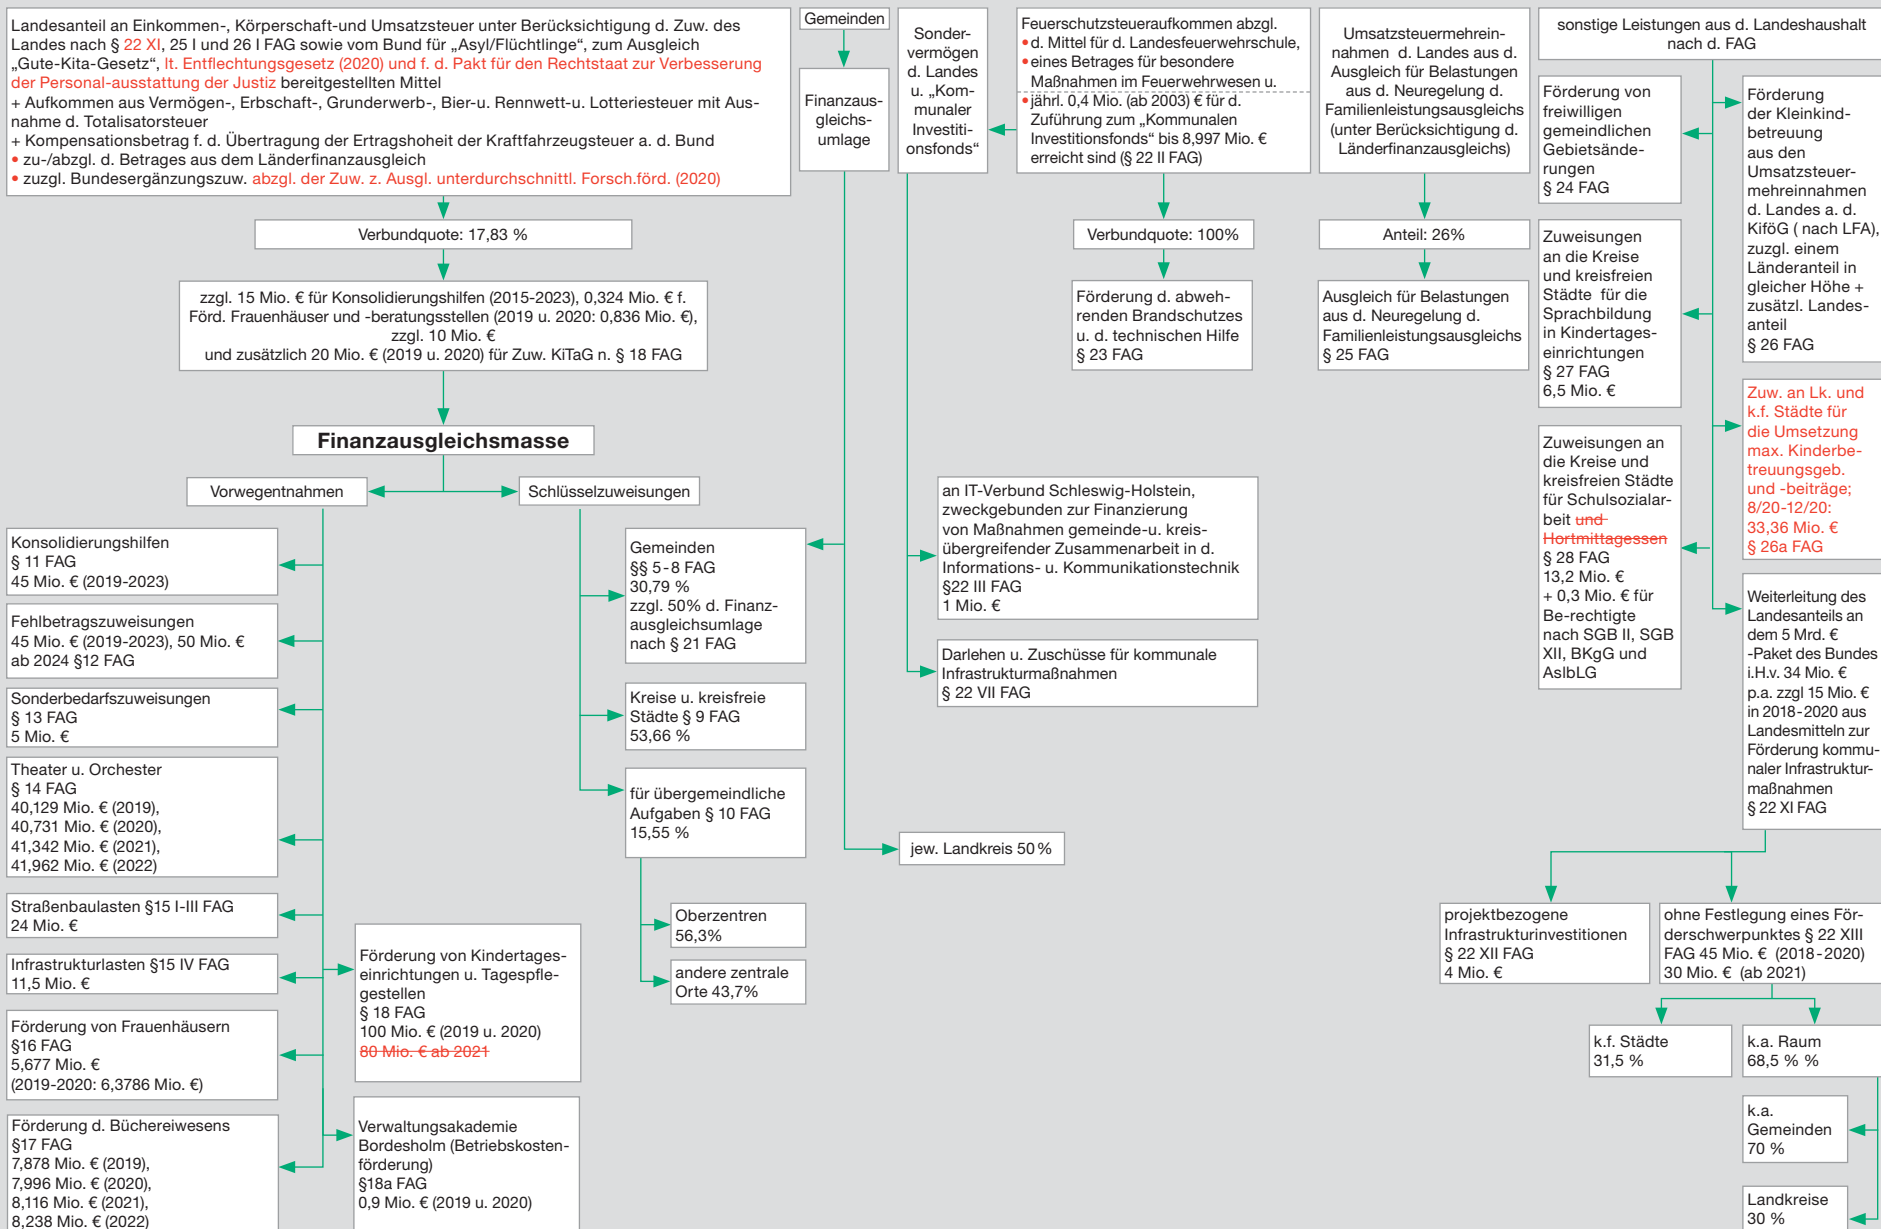 Landesanteil an Einkommen-, Körperschaft-und Umsatzsteuer unter Berücksichtigung d. Zuw. des
Landes nach § 22 XI, 25 I und 26 I FAG sowie vom Bund für „Asyl/Flüchtlinge“, zum Ausgleich
„Gute-Kita-Gesetz“, lt. Entflechtungsgesetz (2020) und f. d. Pakt für den Rechtstaat zur Verbesserung
der Personal-ausstattung der Justiz bereitgestellten Mittel
+ Aufkommen aus Vermögen-, Erbschaft-, Grunderwerb-, Bier-u. Rennwett-u. Lotteriesteuer mit Aus-
nahme d. Totalisatorsteuer
+ Kompensationsbetrag f. d. Übertragung der Ertragshoheit der Kraftfahrzeugsteuer a. d. Bund
• zu-/abzgl. d. Betrages aus dem Länderfinanzausgleich
• zuzgl. Bundesergänzungszuw. abzgl. der Zuw. z. Ausgl. unterdurchschnittl. Forsch.förd. (2020)
Verbundquote: 17,83 %
zzgl. 15 Mio. € für Konsolidierungshilfen (2015-2023), 0,324 Mio. € f.
Förd. Frauenhäuser und -beratungsstellen (2019 u. 2020: 0,836 Mio. €),
zzgl. 10 Mio. €
und zusätzlich 20 Mio. € (2019 u. 2020) für Zuw. KiTaG n. § 18 FAG
Finanzausgleichsmasse
Vorwegentnahmen
Schlüsselzuweisungen
Konsolidierungshilfen
§ 11 FAG
45 Mio. € (2019-2023)
Fehlbetragszuweisungen
45 Mio. € (2019-2023), 50 Mio. €
ab 2024 §12 FAG
Sonderbedarfszuweisungen
§ 13 FAG
5 Mio. €
Theater u. Orchester
§ 14 FAG
40,129 Mio. € (2019),
40,731 Mio. € (2020),
41,342 Mio. € (2021),
41,962 Mio. € (2022)
Straßenbaulasten §15 I-III FAG
24 Mio. €
Infrastrukturlasten §15 IV FAG
11,5 Mio. €
Förderung von Frauenhäusern
§16 FAG
5,677 Mio. €
(2019-2020: 6,3786 Mio. €)
Förderung d. Büchereiwesens
§17 FAG
7,878 Mio. € (2019),
7,996 Mio. € (2020),
8,116 Mio. € (2021),
8,238 Mio. € (2022)
Förderung von Kindertages-
einrichtungen u. Tagespfle-
gestellen
§ 18 FAG
100 Mio. € (2019 u. 2020)
80 Mio. € ab 2021
Verwaltungsakademie
Bordesholm (Betriebskosten-
förderung)
§18a FAG
0,9 Mio. € (2019 u. 2020)
Gemeinden
§§ 5-8 FAG
30,79 %
zzgl. 50% d. Finanz-
ausgleichsumlage
nach § 21 FAG
Kreise u. kreisfreie
Städte § 9 FAG
53,66 %
für übergemeindliche
Aufgaben § 10 FAG
15,55 %
Oberzentren
56,3%
andere zentrale
Orte 43,7%
Gemeinden
Finanzaus-
gleichs-
umlage
jew. Landkreis 50 %
Sonder-
vermögen
d. Landes
u. „Kom-
munaler
Investiti-
onsfonds“
an IT-Verbund Schleswig-Holstein,
zweckgebunden zur Finanzierung
von Maßnahmen gemeinde-u. kreis-
übergreifender Zusammenarbeit in d.
Informations- u. Kommunikationstechnik
§22 III FAG
1 Mio. €
Darlehen u. Zuschüsse für kommunale
Infrastrukturmaßnahmen
§ 22 VII FAG
Feuerschutzsteueraufkommen abzgl.
• d. Mittel für d. Landesfeuerwehrschule,
• eines Betrages für besondere
Maßnahmen im Feuerwehrwesen u.
• jährl. 0,4 Mio. (ab 2003) € für d.
Zuführung zum „Kommunalen
Investitionsfonds“ bis 8,997 Mio. €
erreicht sind (§ 22 II FAG)
Verbundquote: 100%
Förderung d. abweh-
renden Brandschutzes
u. d. technischen Hilfe
§ 23 FAG
Umsatzsteuermehrein-
nahmen d. Landes aus d.
Ausgleich für Belastungen
aus d. Neuregelung d.
Familienleistungsausgleichs
(unter Berücksichtigung d.
Länderfinanzausgleichs)
Anteil: 26%
Ausgleich für Belastungen
aus d. Neuregelung d.
Familienleistungsausgleichs
§ 25 FAG
sonstige Leistungen aus d. Landeshaushalt
nach d. FAG
Förderung von
freiwilligen
gemeindlichen
Gebietsände-
rungen
§ 24 FAG
Zuweisungen
an die Kreise
und kreisfreien
Städte für die
Sprachbildung
in Kindertages-
einrichtungen
§ 27 FAG
6,5 Mio. €
Zuweisungen an
die Kreise und
kreisfreien Städte
für Schulsozialar-
beit und
Hortmittagessen
§ 28 FAG
13,2 Mio. €
+ 0,3 Mio. € für
Be-rechtigte
nach SGB II, SGB
XII, BKgG und
AslbLG
Förderung
der Kleinkind-
betreuung
aus den
Umsatzsteuer-
mehreinnahmen
d. Landes a. d.
KiföG ( nach LFA),
zuzgl. einem
Länderanteil in
gleicher Höhe +
zusätzl. Landes-
anteil
§ 26 FAG
Zuw. an Lk. und
k.f. Städte für
die Umsetzung
max. Kinderbe-
treuungsgeb.
und -beiträge;
8/20-12/20:
33,36 Mio. €
§ 26a FAG
Weiterleitung des
Landesanteils an
dem 5 Mrd. €
-Paket des Bundes
i.H.v. 34 Mio. €
p.a. zzgl 15 Mio. €
in 2018-2020 aus
Landesmitteln zur
Förderung kommu-
naler Infrastruktur-
maßnahmen
§ 22 XI FAG
projektbezogene
Infrastrukturinvestitionen
§ 22 XII FAG
4 Mio. €
ohne Festlegung eines För-
derschwerpunktes § 22 XIII
FAG 45 Mio. € (2018-2020)
30 Mio. € (ab 2021)
k.f. Städte
31,5 %
k.a. Raum
68,5 % %
k.a.
Gemeinden
70 %
Landkreise
30 %